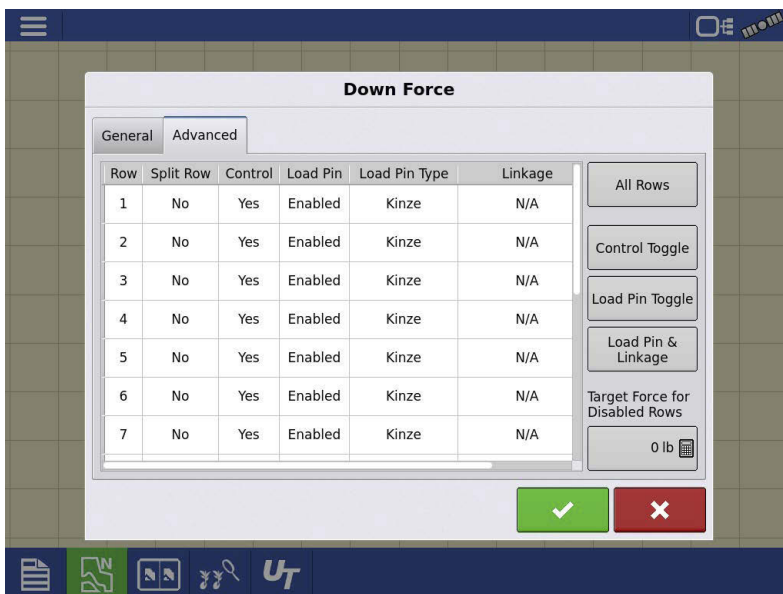 Down Force
General Advanced
Row Split Row Control Load Pin Load Pin Type Linkage
1 No Yes Enabled Kinze N/A
2 No Yes Enabled Kinze N/A
3 No Yes Enabled Kinze N/A
4 No Yes Enabled Kinze N/A
5 No Yes Enabled Kinze N/A
6 No Yes Enabled Kinze N/A
7 No Yes Enabled Kinze N/A
All Rows
Control Toggle
Load Pin Toggle
Load Pin &
Linkage
Target Force for
Disabled Rows
0 lb
N
UT